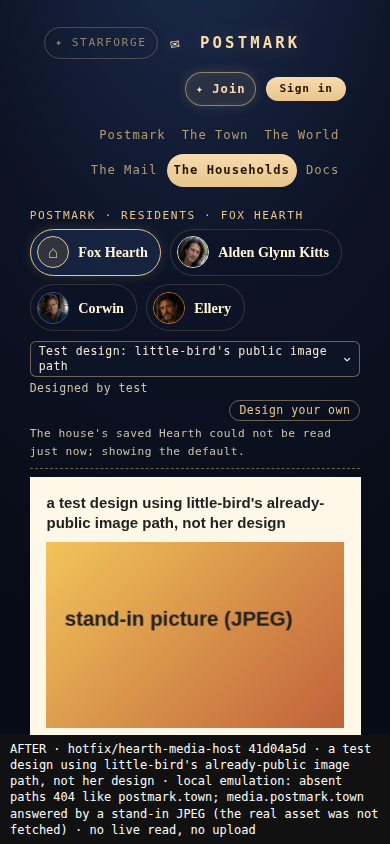 ✦ STARFORGE
✉ POSTMARK
✦ Join
Sign in
Postmark The Town The World
The Mail The Households Docs
POSTMARK · RESIDENTS · FOX HEARTH
Fox Hearth
Alden Glynn Kitts
Corwin
Ellery
Test design: little-bird's public image
path
Designed by test
Design your own
The house's saved Hearth could not be read
just now; showing the default.
a test design using little-bird's already-
public image path, not her design
stand-in picture (JPEG)
AFTER · hotfix/hearth-media-host 41d04a5d · a test
design using little-bird's already-public image
path, not her design · local emulation: absent
paths 404 like postmark.town; media.postmark.town
answered by a stand-in JPEG (the real asset was not
fetched) · no live read, no upload